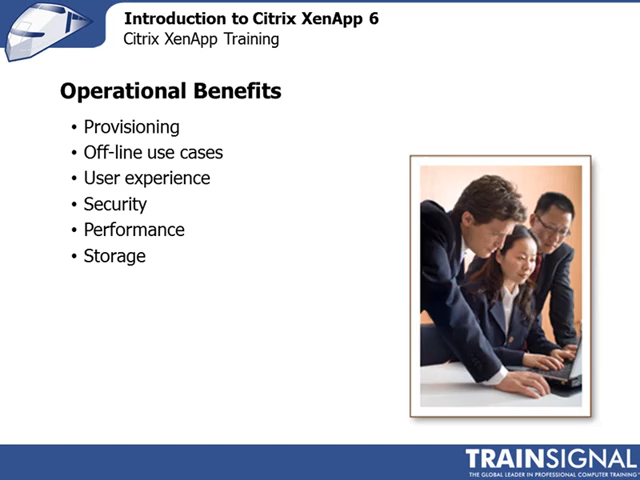 Introduction to Citrix XenApp 6
Citrix XenApp Training
Operational Benefits
• Provisioning
• Off-line use cases
• User experience
• Security
• Performance
• Storage
TRAINSIGNAL
THE GLOBAL LEADER IN PROFESSIONAL COMPUTER TRAINING